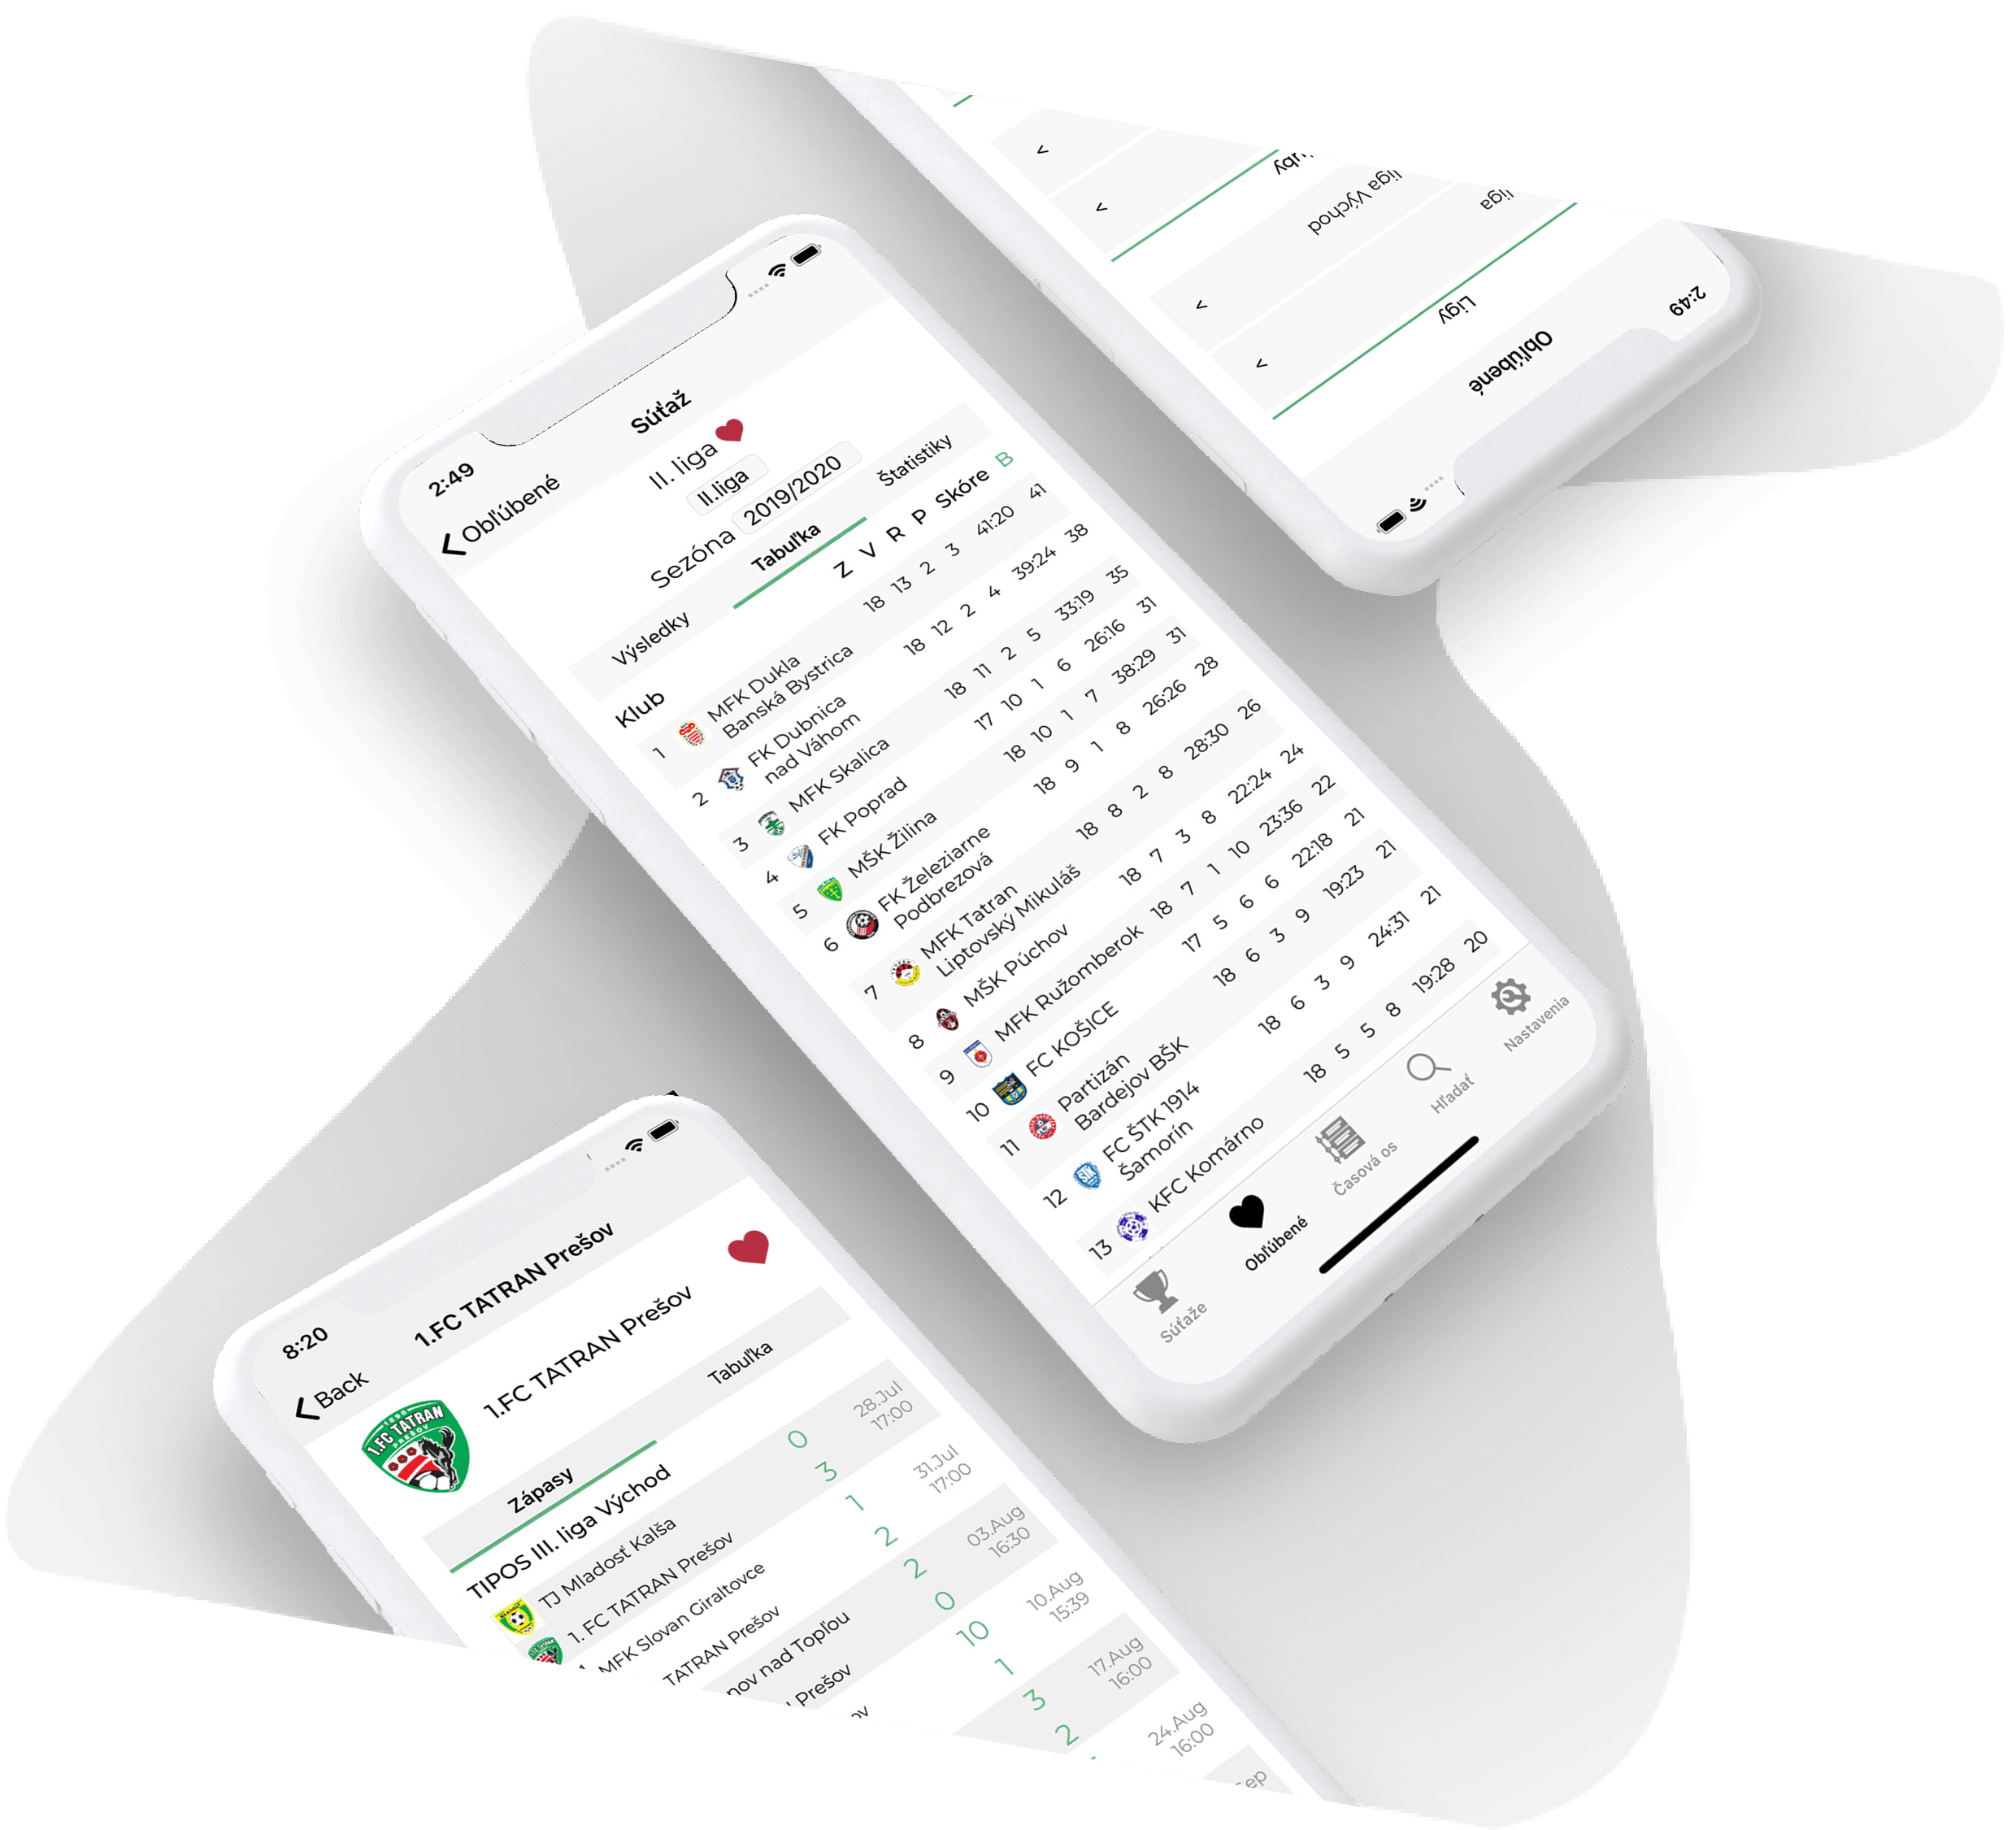 2:49
Obľúbené
Ligy
liga
liga Východ
2:49
Súťaž
Obľúbené
II. liga
II.liga
Sezóna 2019/2020
Výsledky Tabuľka Štatistiky
Klub Z V R P Skóre B
1 MFK Dukla Banská Bystrica 18 13 2 3 41:20 41
2 FK Dubnica nad Váhom 18 12 2 4 39:24 38
3 MFK Skalica 18 11 2 5 33:19 35
4 FK Poprad 17 10 1 6 26:16 31
5 MŠK Žilina 18 10 1 7 38:29 31
6 FK Železiarne Podbrezová 18 9 1 8 26:26 28
7 MFK Tatran Liptovský Mikuláš 18 8 2 8 28:30 26
8 MŠK Púchov 18 7 3 8 22:24 24
9 MFK Ružomberok 18 7 1 10 23:36 22
10 FC KOŠICE 17 5 6 6 22:18 21
11 Partizán Bardejov BŠK 18 6 3 9 19:23 21
12 FC ŠTK 1914 Šamorín 18 6 3 9 24:31 21
13 KFC Komárno 18 5 5 8 19:28 20
Súťaže
Obľúbené
Časová os
Hľadať
Nastavenia
8:20
Back
1.FC TATRAN Prešov
1.FC TATRAN Prešov
1.FC TATRAN
PREŠOV
Zápasy Tabuľka
TIPOS III. liga Východ
TJ Mladosť Kalša 0 28.Jul
1. FC TATRAN Prešov 3 17:00
MFK Slovan Giraltovce 1 31.Jul
TATRAN Prešov 2 17:00
nov nad Topľou 2 03.Aug
Prešov 0 16:30
ov 10 10.Aug
1 15:39
3 17.Aug
2 16:00
24.Aug
16:00